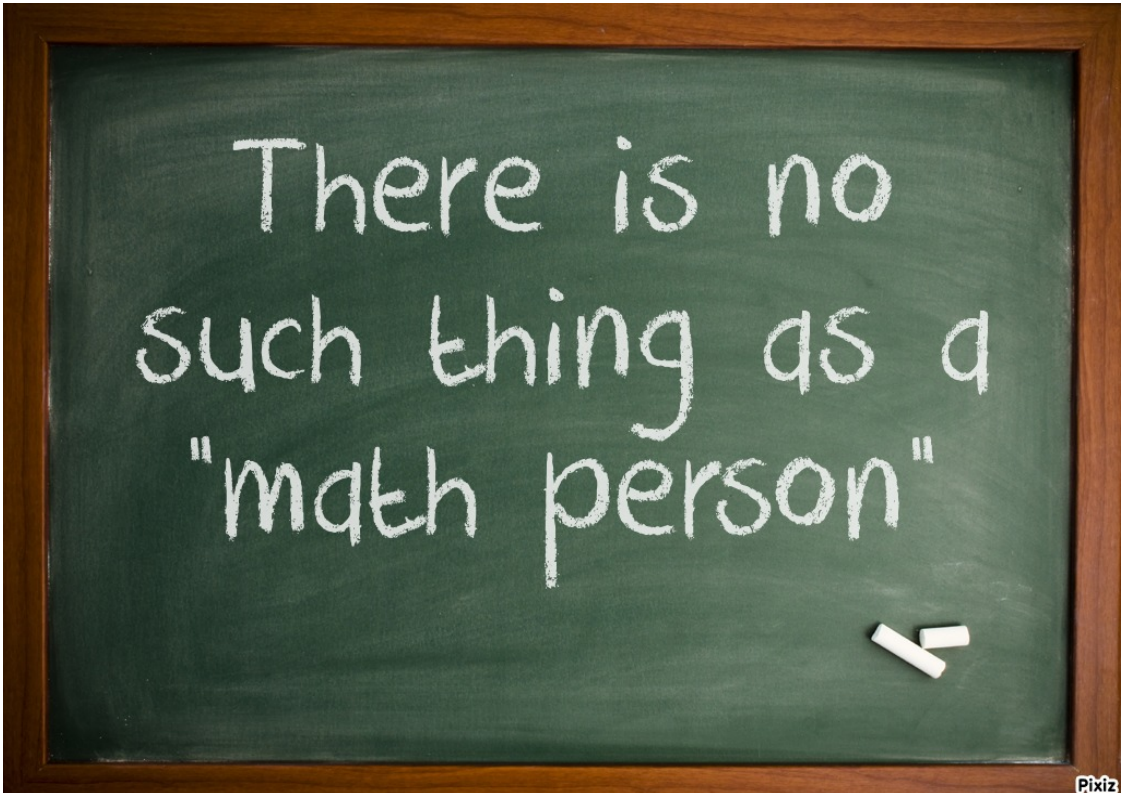 There is no
such thing as a
"math person"
Pixiz